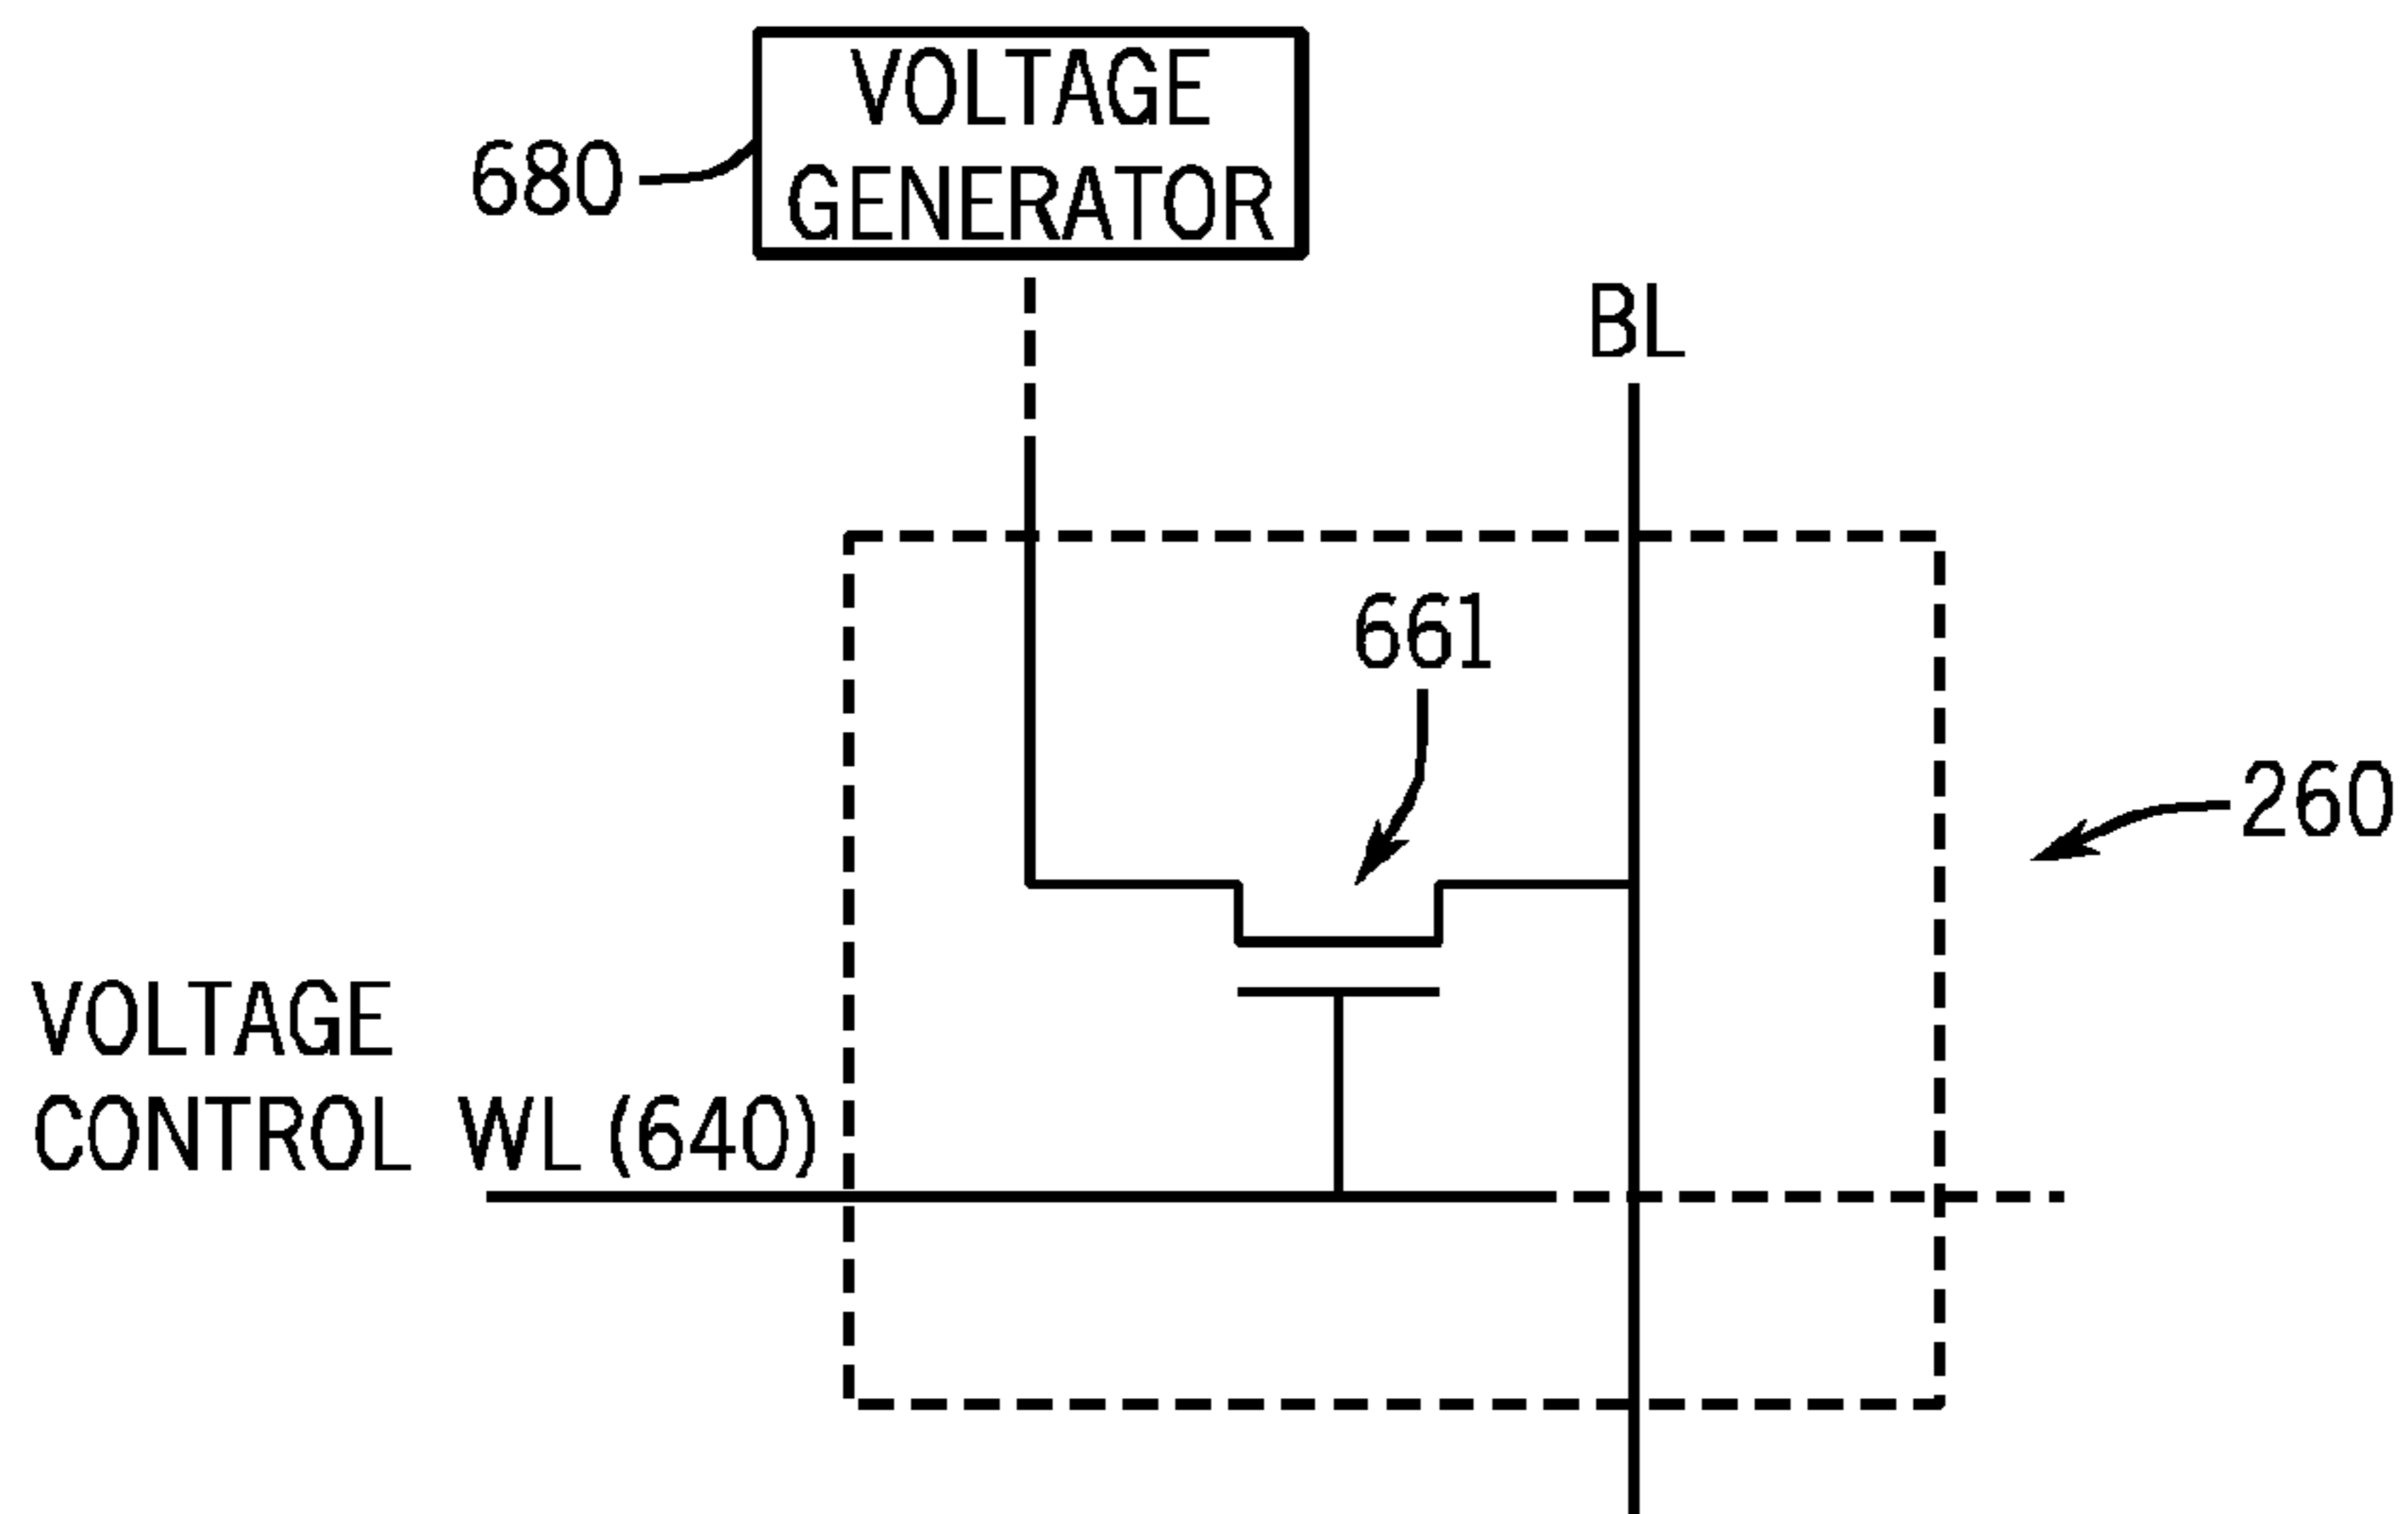 VOLTAGE
GENERATOR
680
BL
661
260
VOLTAGE
CONTROL WL (640)